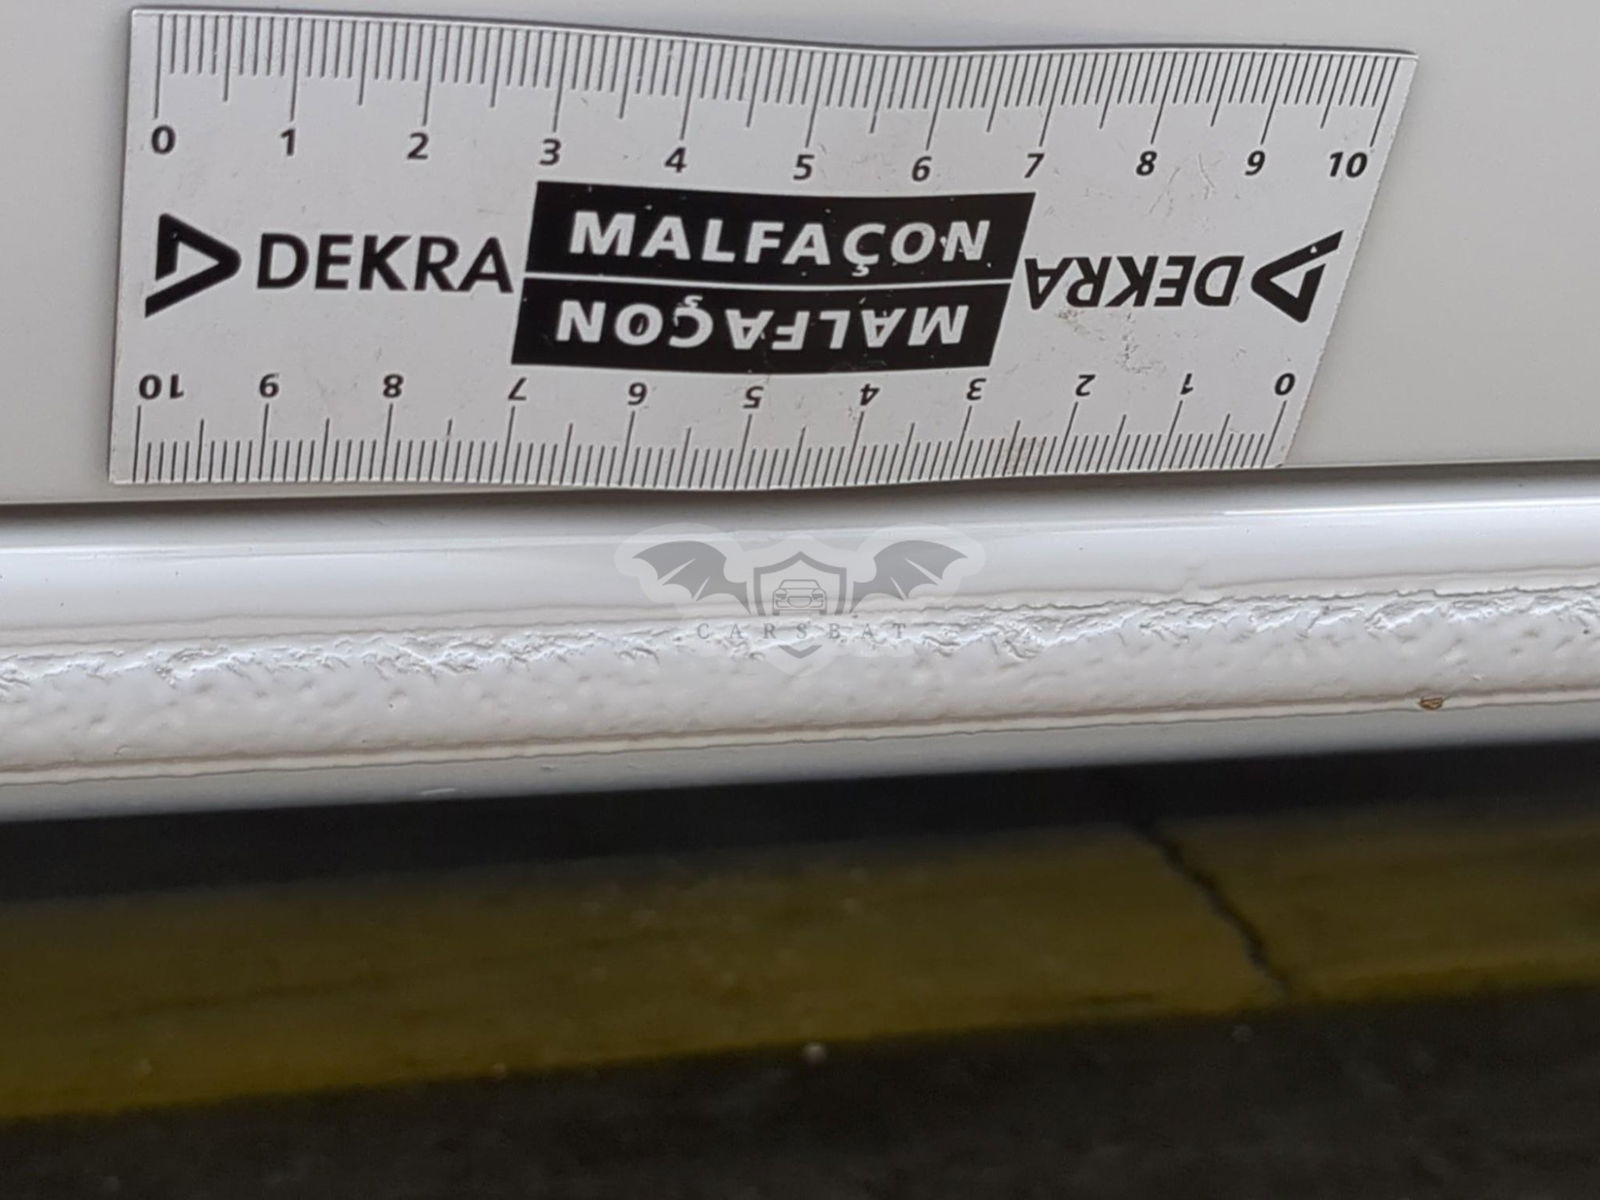 0 1 2 3 4 5 6 7 8 9 10
DEKRA MALFAÇON DEKRA
MALFAÇON
10 9 8 7 6 5 4 3 2 1 0
CARSBAT